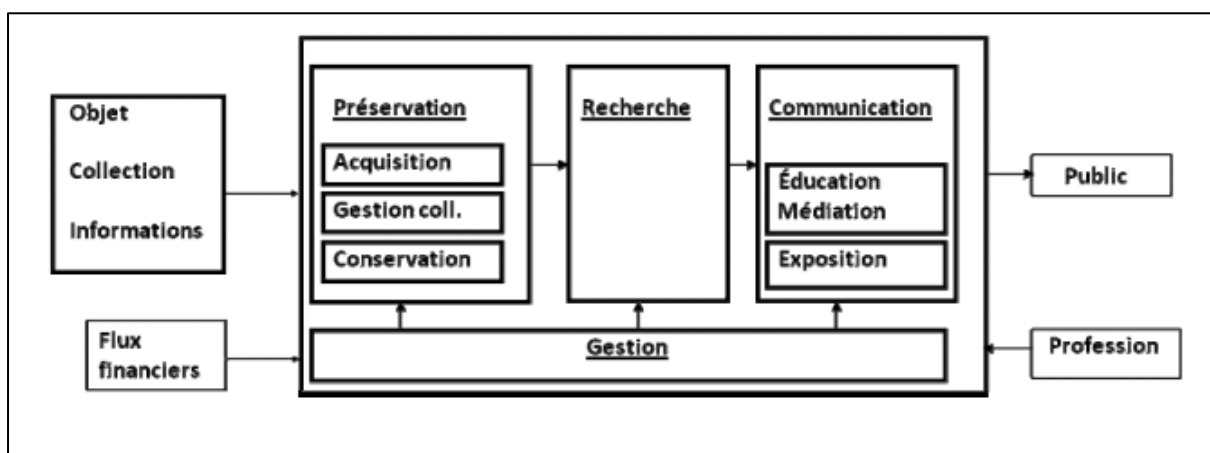 Objet
Collection
Informations
Flux
financiers
Préservation
Acquisition
Gestion coll.
Conservation
Recherche
Communication
Éducation
Médiation
Exposition
Gestion
Public
Profession